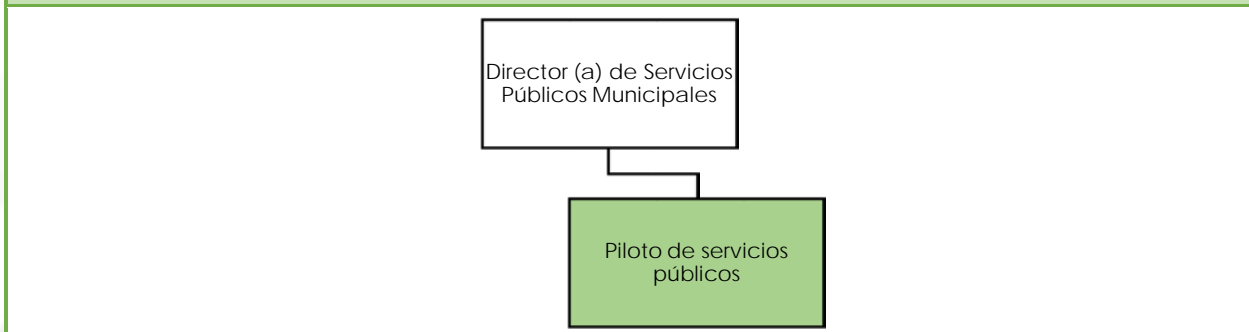 Director (a) de Servicios
Públicos Municipales
Piloto de servicios
públicos